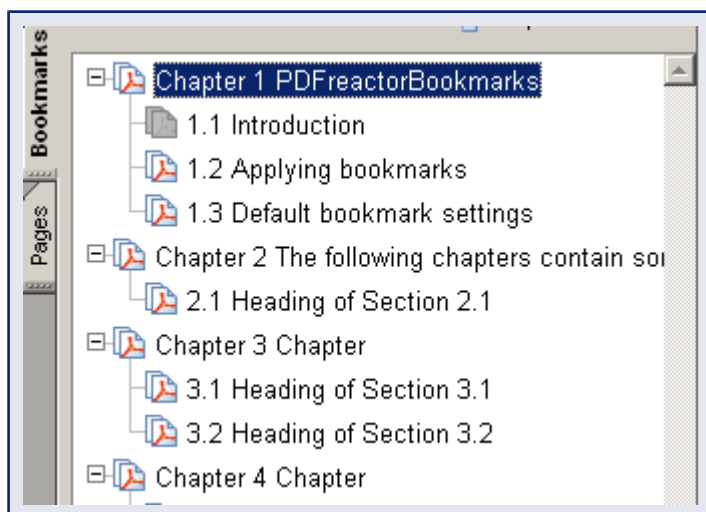 Bookmarks
Pages
Chapter 1 PDFreactorBookmarks
1.1 Introduction
1.2 Applying bookmarks
1.3 Default bookmark settings
Chapter 2 The following chapters contain
2.1 Heading of Section 2.1
Chapter 3 Chapter
3.1 Heading of Section 3.1
3.2 Heading of Section 3.2
Chapter 4 Chapter